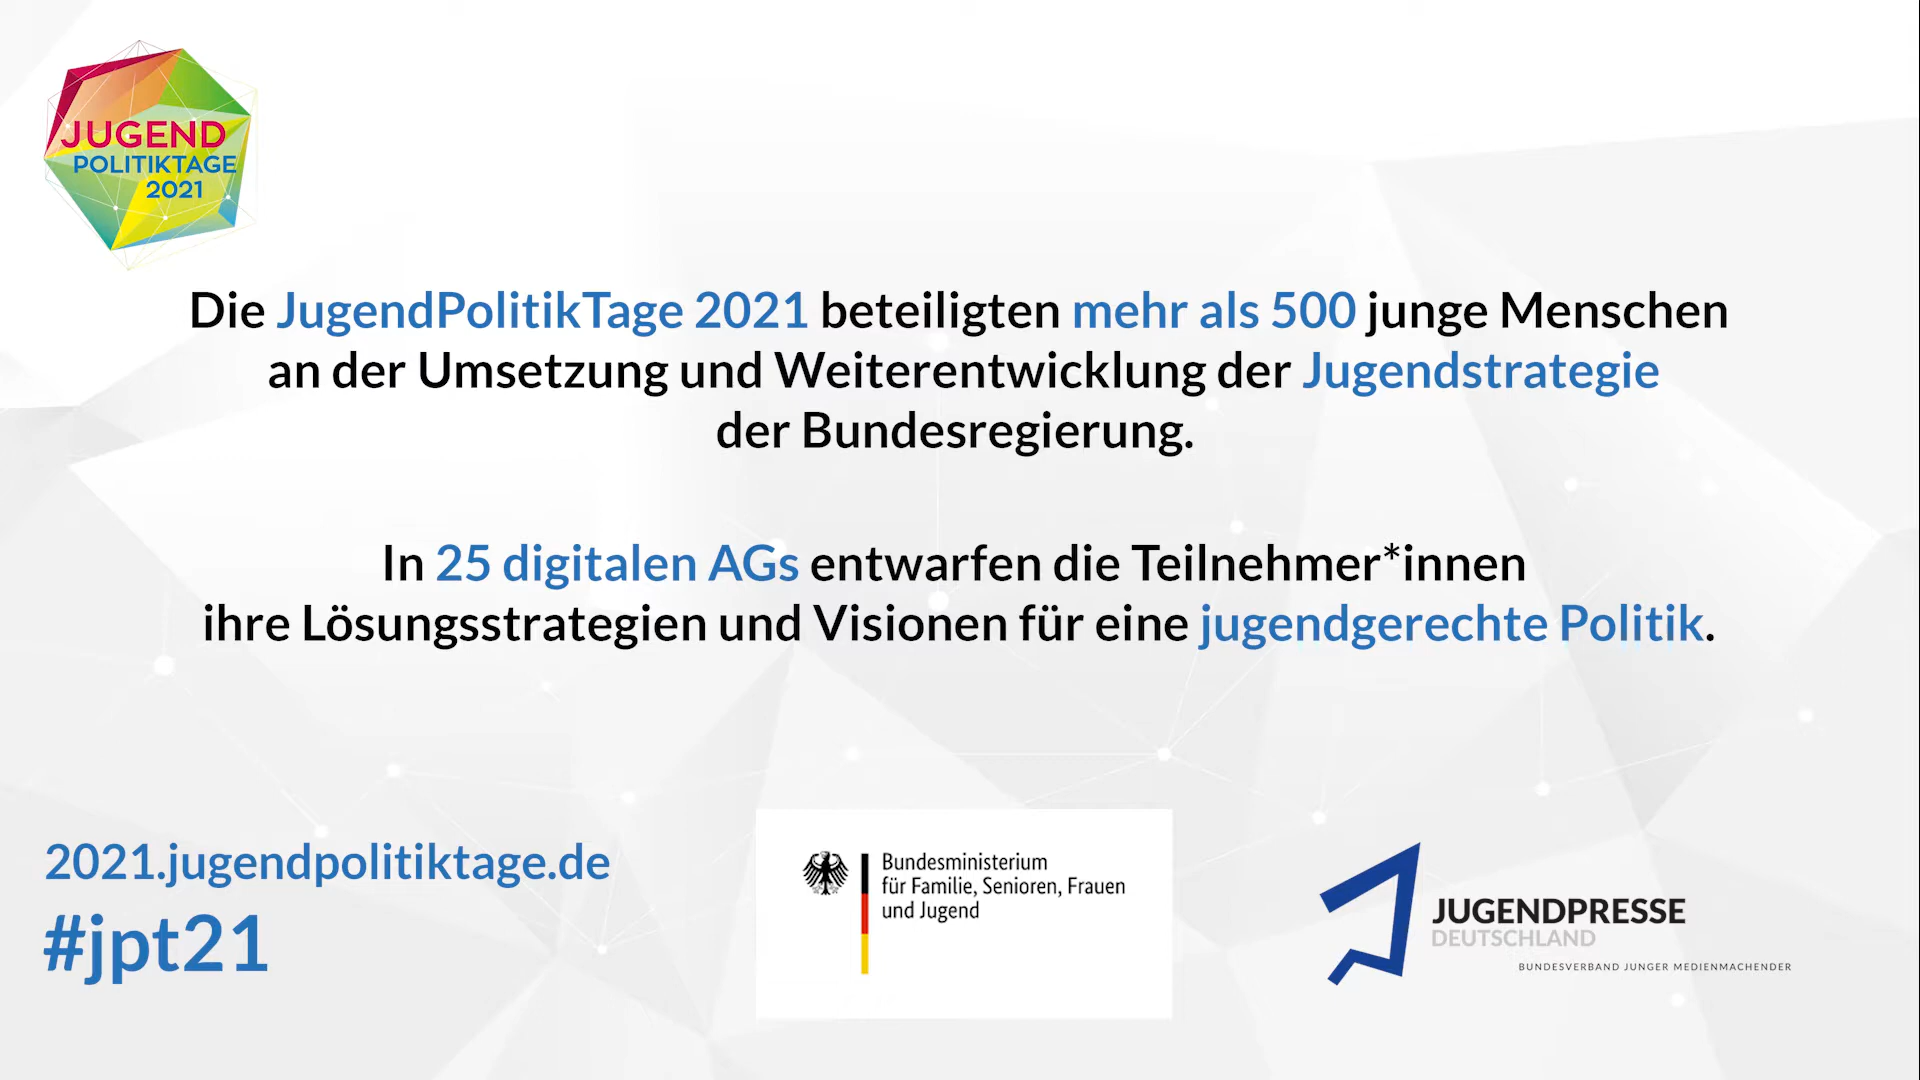 JUGEND
POLITIKTAGE
2021
Die JugendPolitikTage 2021 beteiligten mehr als 500 junge Menschen
an der Umsetzung und Weiterentwicklung der Jugendstrategie
der Bundesregierung.
In 25 digitalen AGs entwarfen die Teilnehmer*innen
ihre Lösungsstrategien und Visionen für eine jugendgerechte Politik.
2021.jugendpolitiktage.de
#jpt21
Bundesministerium
für Familie, Senioren, Frauen
und Jugend
JUGENDPRESSE
DEUTSCHLAND
BUNDESVERBAND JUNGER MEDIENMACHENDER